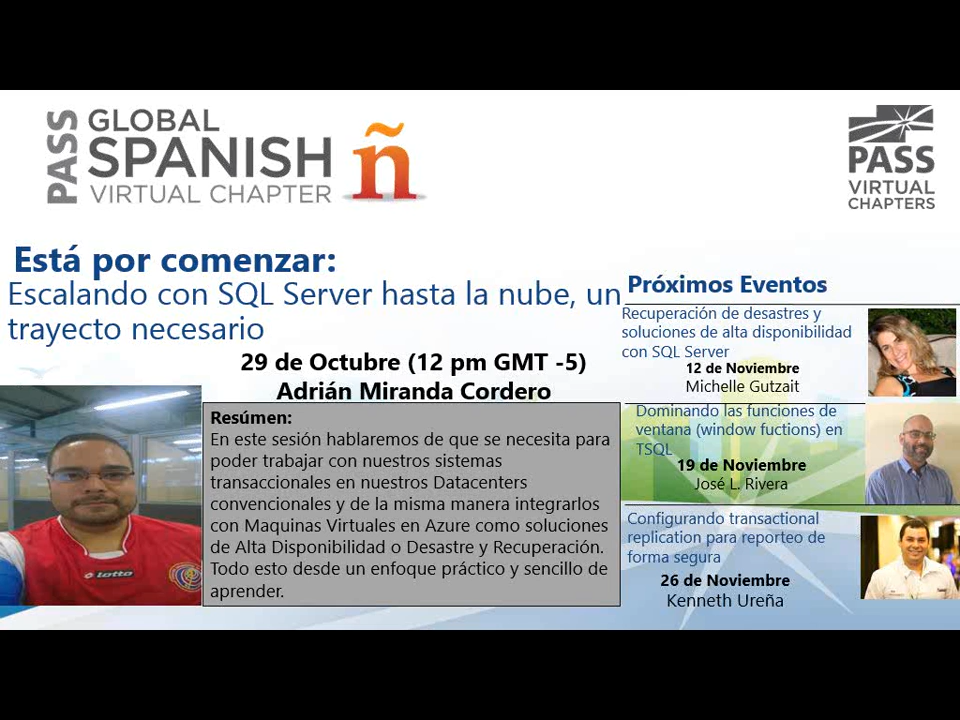 PASS
GLOBAL
SPANISH
VIRTUAL CHAPTER
ñ
PASS
VIRTUAL
CHAPTERS
Está por comenzar:
Escalando con SQL Server hasta la nube, un
trayecto necesario
29 de Octubre (12 pm GMT -5)
Adrián Miranda Cordero
Resúmen:
En este sesión hablaremos de que se necesita para
poder trabajar con nuestros sistemas
transaccionales en nuestros Datacenters
convencionales y de la misma manera integrarlos
con Maquinas Virtuales en Azure como soluciones
de Alta Disponibilidad o Desastre y Recuperación.
Todo esto desde un enfoque práctico y sencillo de
aprender.
lotto
Próximos Eventos
Recuperación de desastres y
soluciones de alta disponibilidad
con SQL Server
12 de Noviembre
Michelle Gutzait
Dominando las funciones de
ventana (window fuctions) en
TSQL
19 de Noviembre
José L. Rivera
Configurando transactional
replication para reporteo de
forma segura
26 de Noviembre
Kenneth Ureña